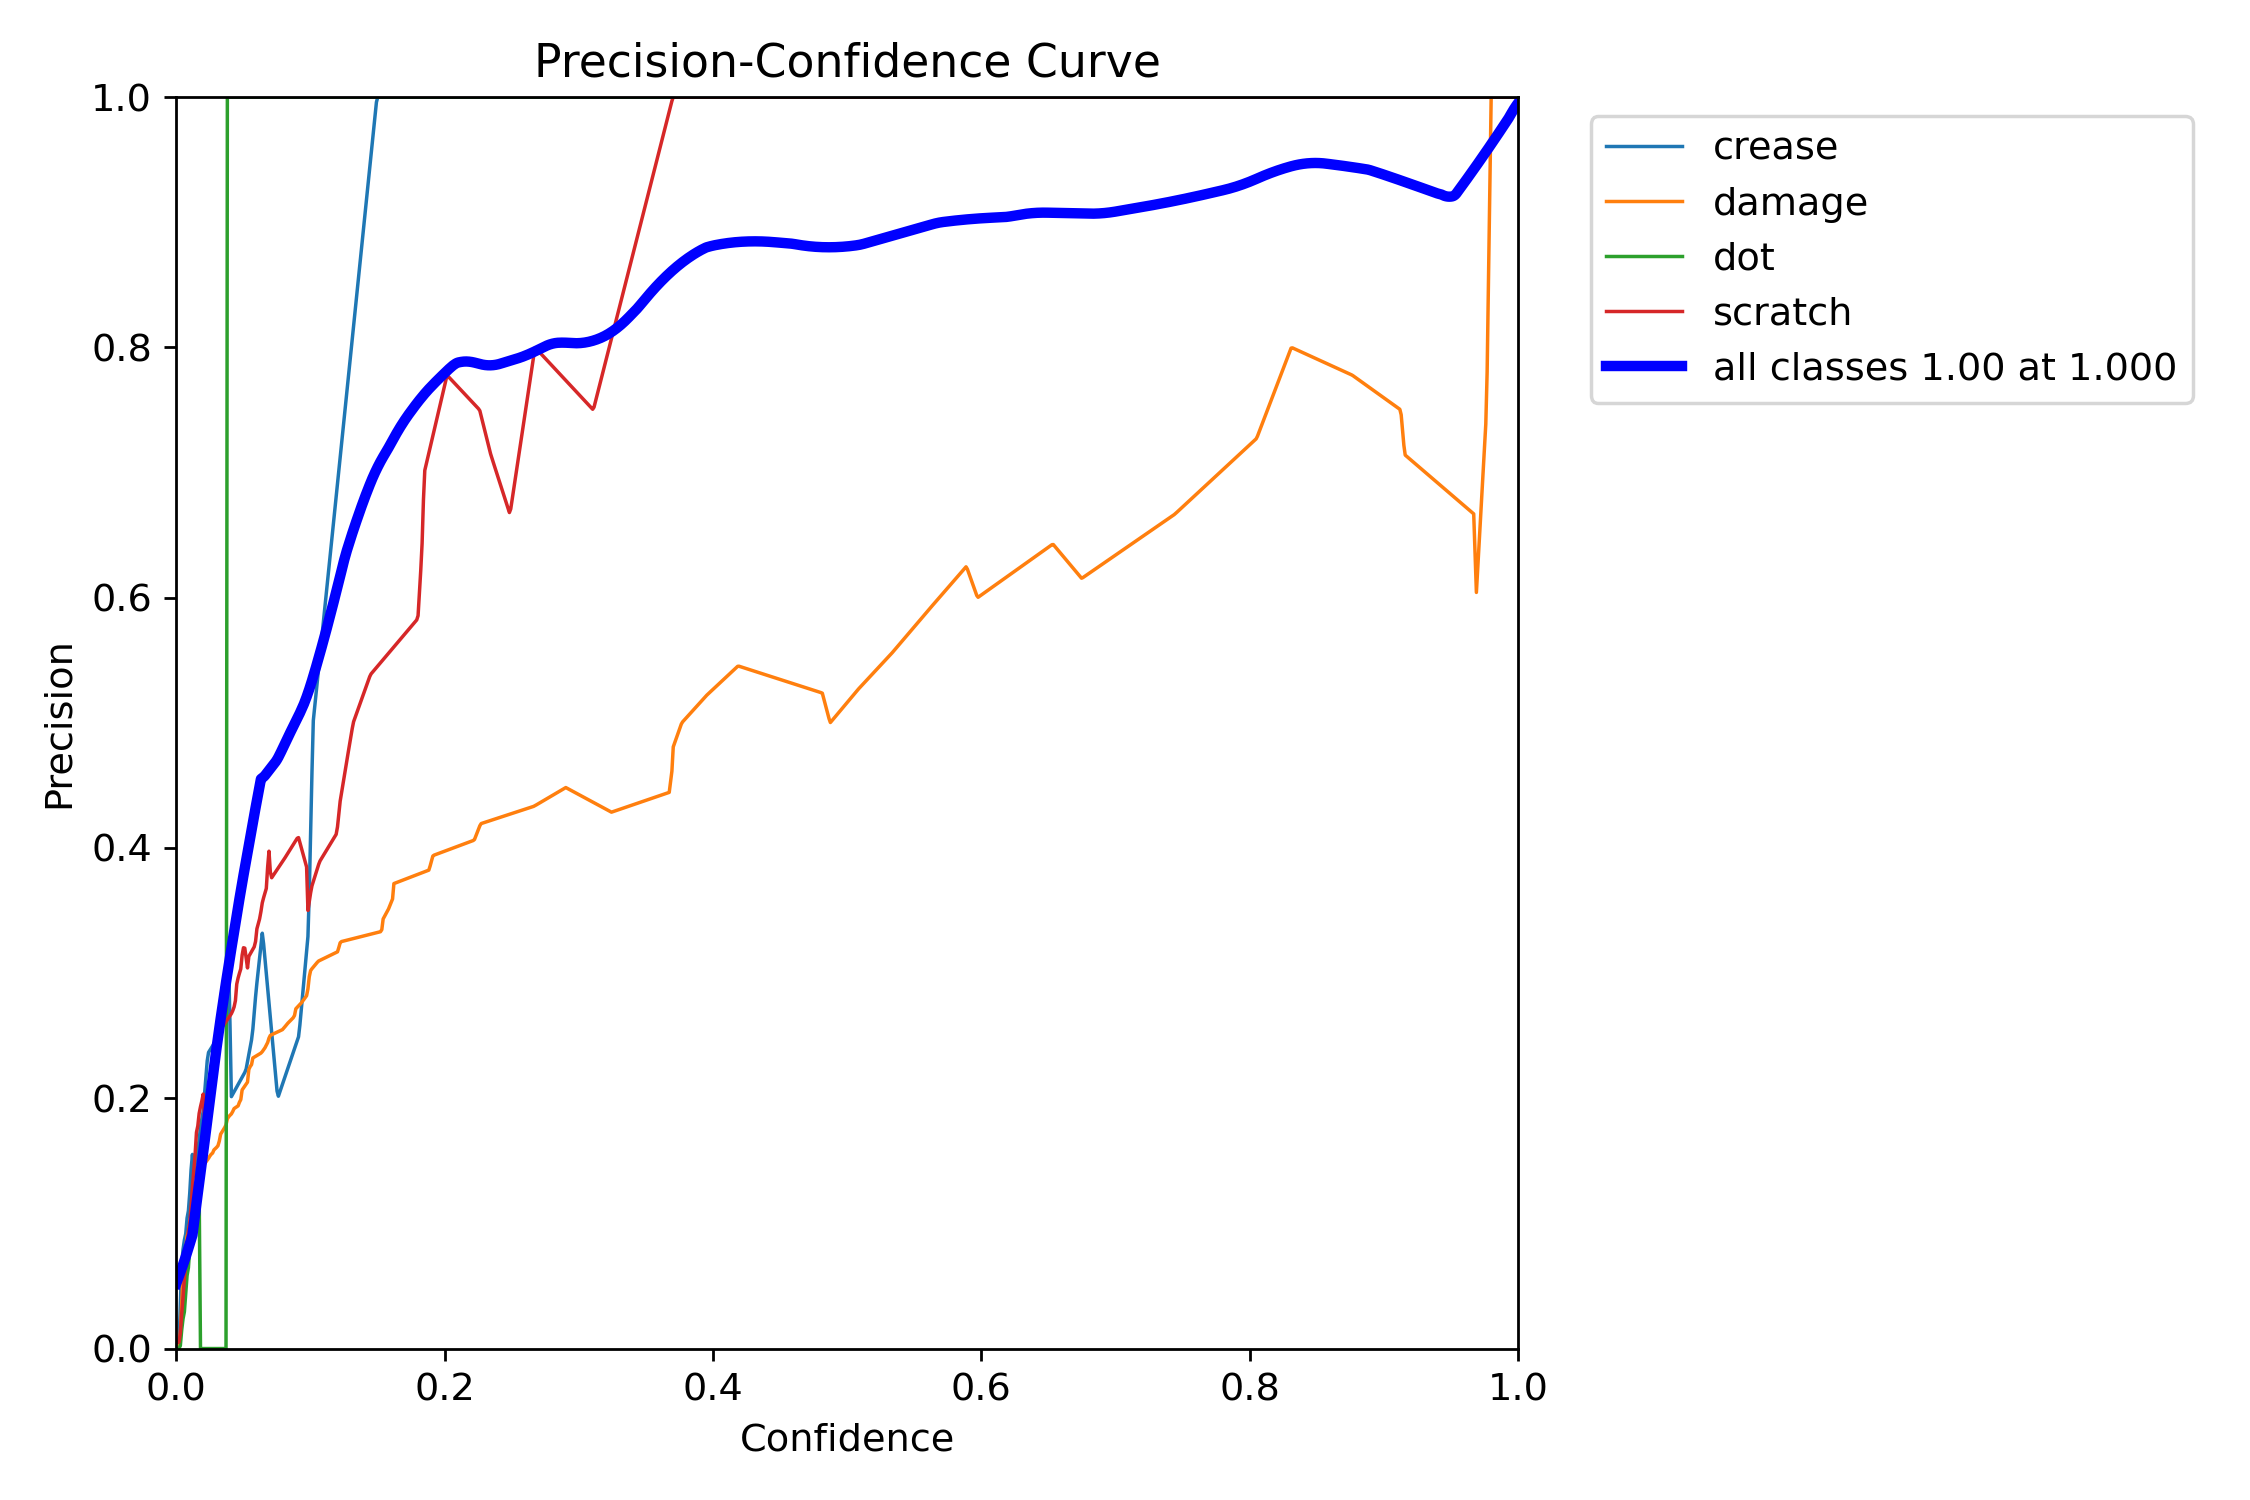 Precision-Confidence Curve
1.0
0.8
0.6
0.4
0.2
0.0
Precision
0.0 0.2 0.4 0.6 0.8 1.0
Confidence
crease
damage
dot
scratch
all classes 1.00 at 1.000